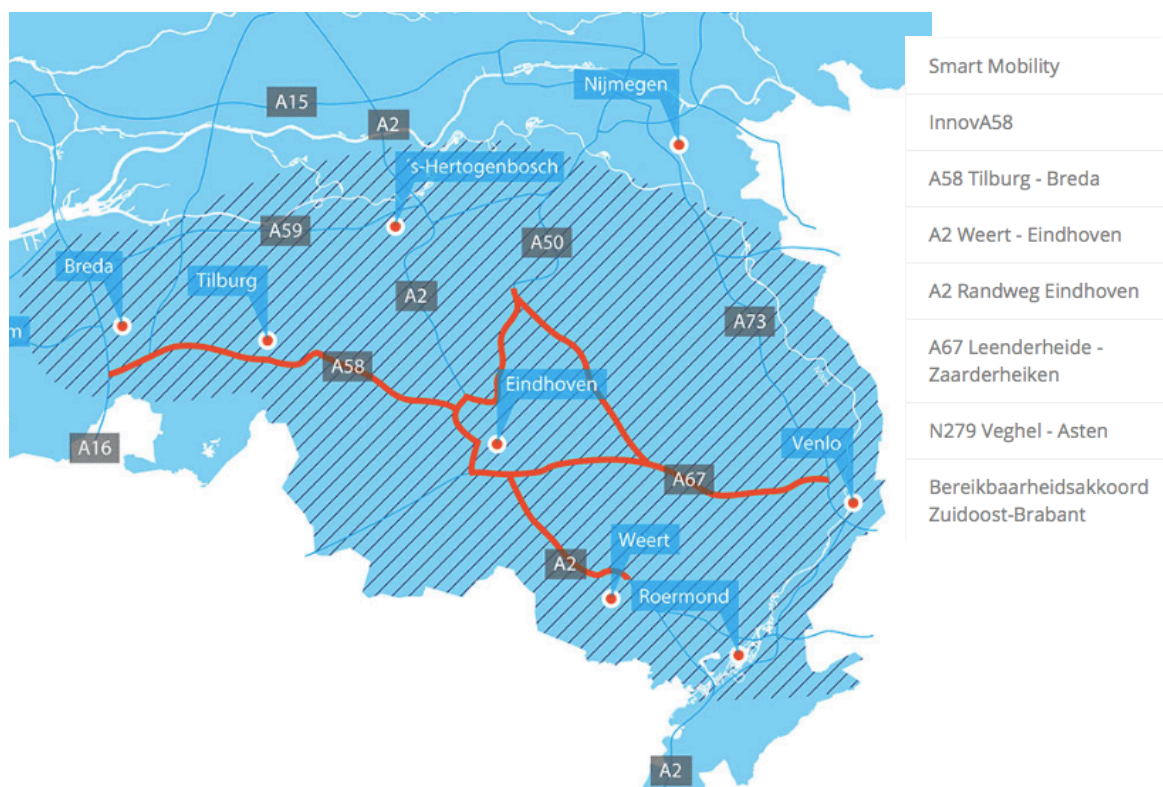 Nijmegen
A15
A2
's-Hertogenbosch
A59
A50
Breda
Tilburg
A2
A73
m
A58
Eindhoven
A16
Venlo
A67
Weert
A2
Roermond
A2
Smart Mobility
InnovA58
A58 Tilburg - Breda
A2 Weert - Eindhoven
A2 Randweg Eindhoven
A67 Leenderheide -
Zaarderheiken
N279 Veghel - Asten
Bereikbaarheidsakkoord
Zuidoost-Brabant